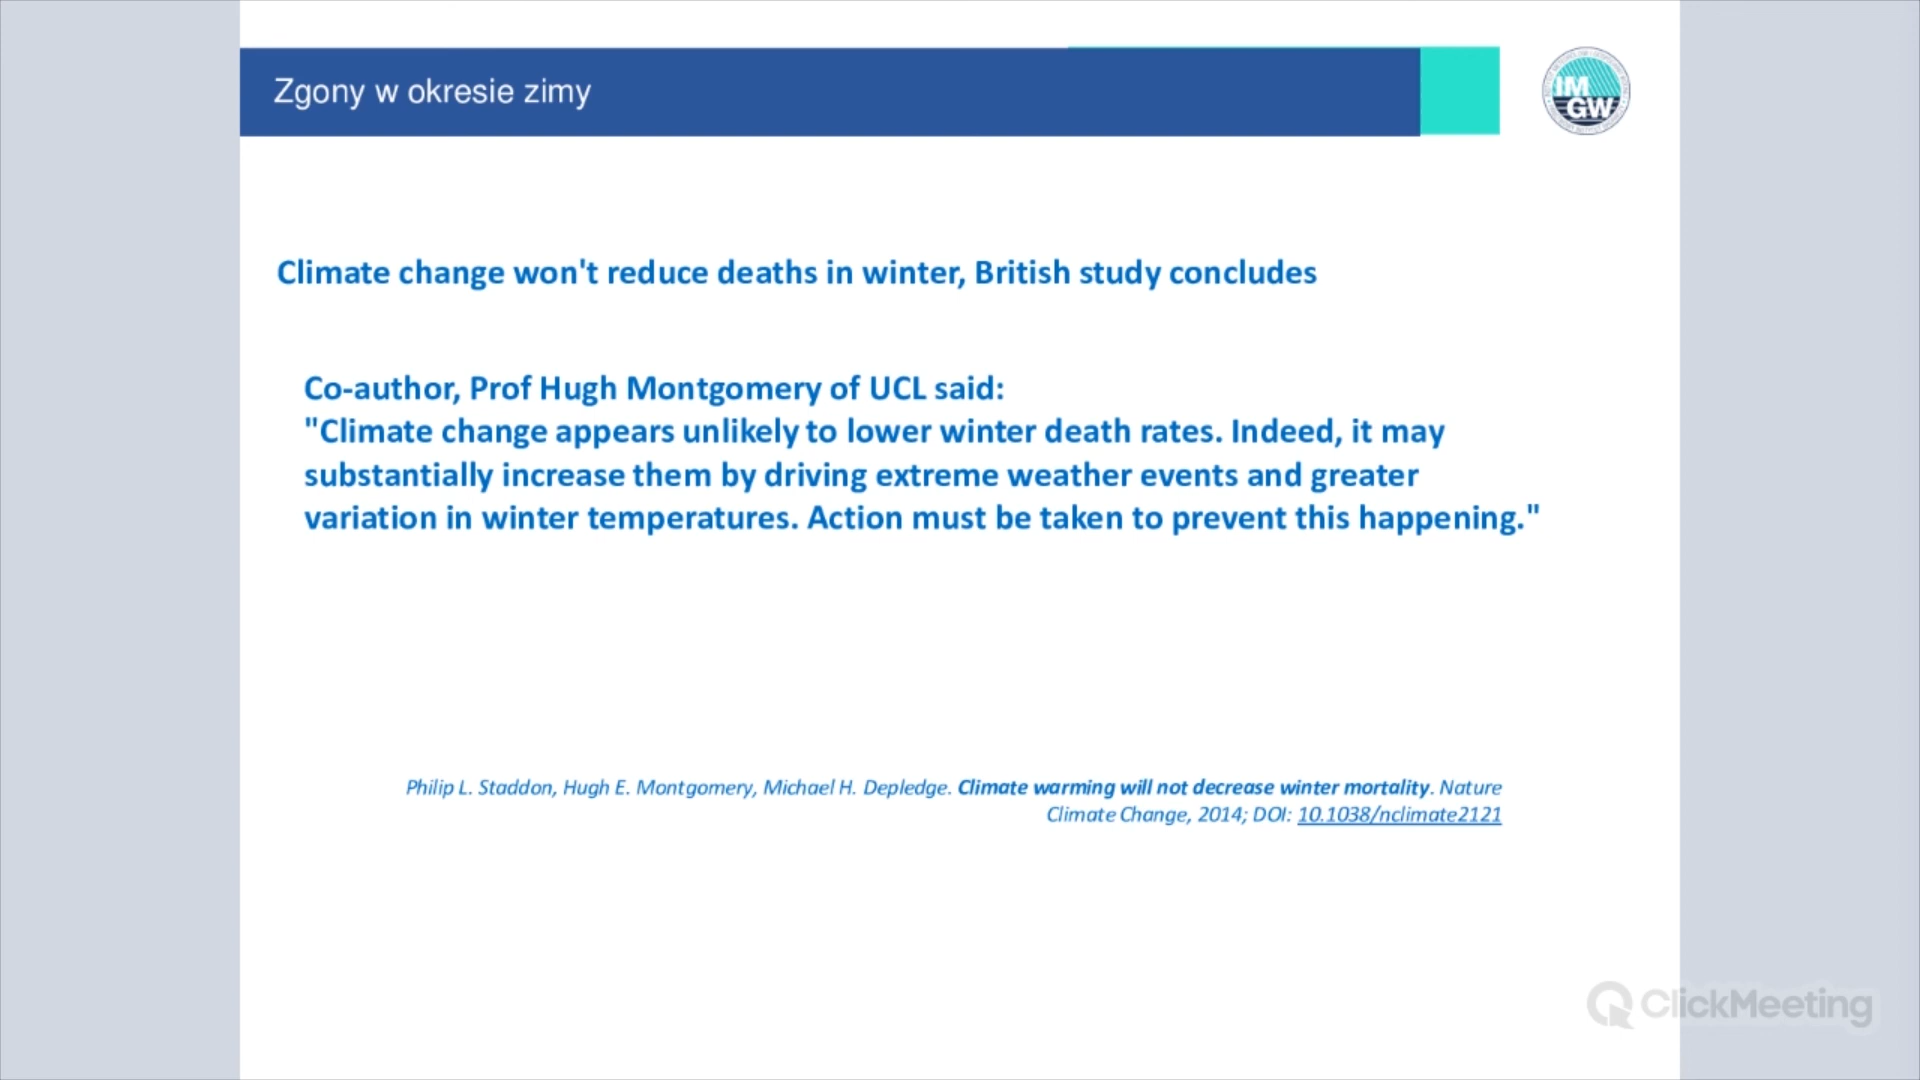 Zgony w okresie zimy
IM
GW
Climate change won't reduce deaths in winter, British study concludes
Co-author, Prof Hugh Montgomery of UCL said:
"Climate change appears unlikely to lower winter death rates. Indeed, it may
substantially increase them by driving extreme weather events and greater
variation in winter temperatures. Action must be taken to prevent this happening."
Philip L. Staddon, Hugh E. Montgomery, Michael H. Depledge. Climate warming will not decrease winter mortality. Nature
Climate Change, 2014; DOI: 10.1038/nclimate2121
ClickMeeting